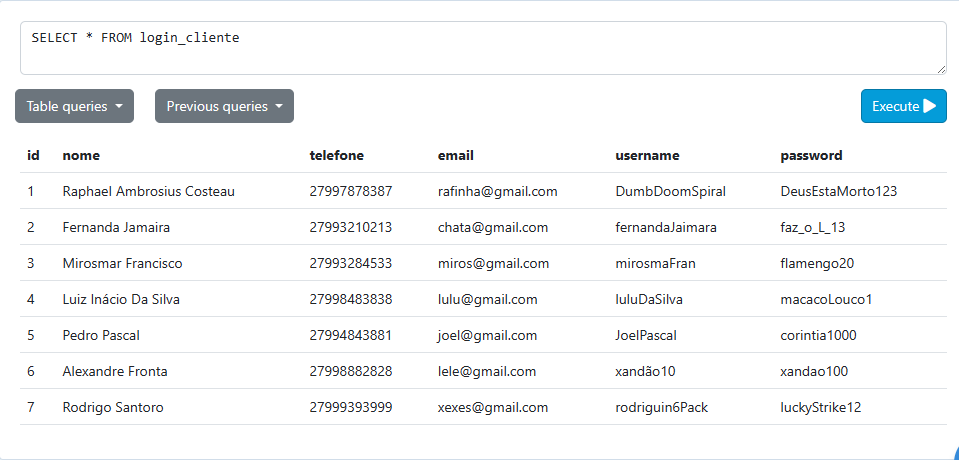 SELECT * FROM login_cliente
Table queries Previous queries Execute
id nome telefone email username password
1 Raphael Ambrosius Costeau 27997878387 rafinha@gmail.com DumbDoomSpiral DeusEstaMorto123
2 Fernanda Jamaira 27993210213 chata@gmail.com fernandaJaimara faz_o_L_13
3 Mirosmar Francisco 27993284533 miros@gmail.com mirosmaFran flamengo20
4 Luiz Inácio Da Silva 27998483838 lulu@gmail.com luluDaSilva macacoLouco1
5 Pedro Pascal 27994843881 joel@gmail.com JoelPascal corintia1000
6 Alexandre Fronta 27998882828 lele@gmail.com xandão10 xandao100
7 Rodrigo Santoro 27999393999 xexes@gmail.com rodriguin6Pack luckyStrike12